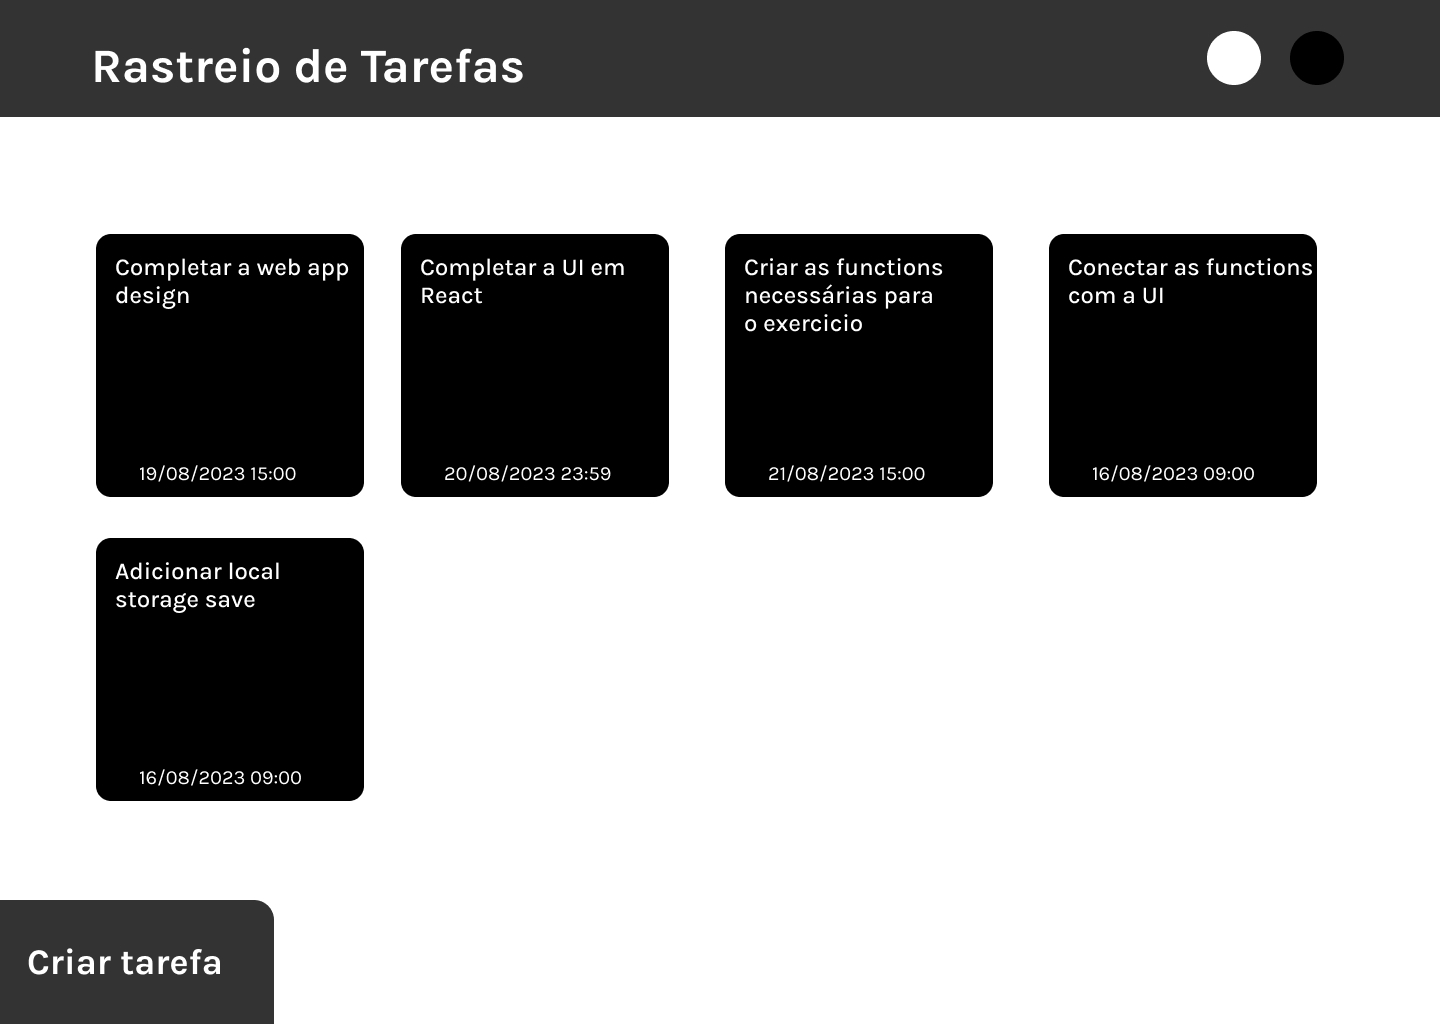 Rastreio de Tarefas
Completar a web app
design
19/08/2023 15:00
Completar a UI em
React
20/08/2023 23:59
Criar as functions
necessárias para
o exercicio
21/08/2023 15:00
Conectar as functions
com a UI
16/08/2023 09:00
Adicionar local
storage save
16/08/2023 09:00
Criar tarefa